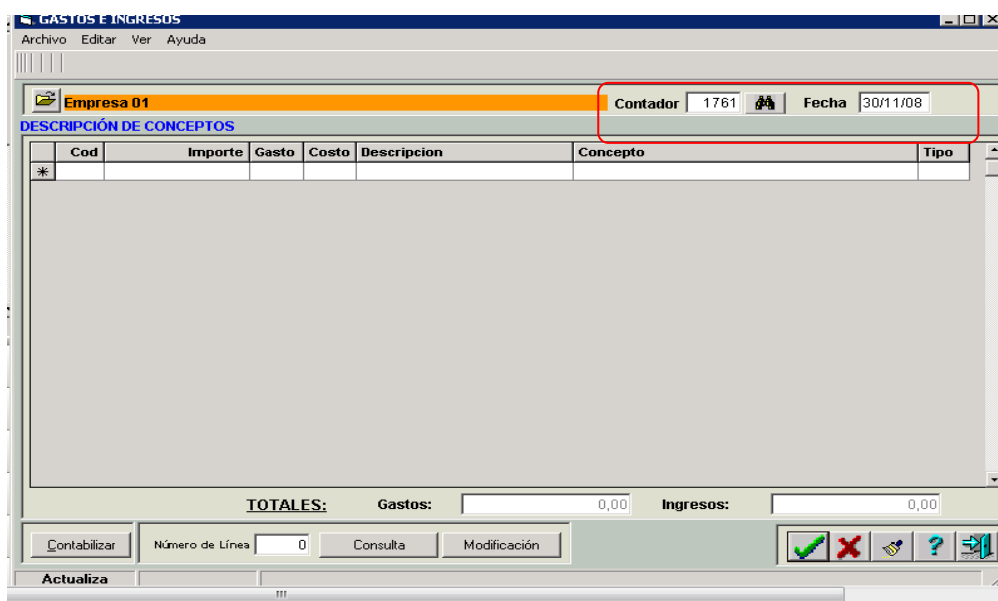 GASTOS E INGRESOS
Archivo Editar Ver Ayuda
Empresa 01 Contador 1761 Fecha 30/11/08
DESCRIPCIÓN DE CONCEPTOS
Cod Importe Gasto Costo Descripcion Concepto Tipo
TOTALES: Gastos: 0,00 Ingresos: 0,00
Contabilizar Número de Línea 0 Consulta Modificación
Actualiza